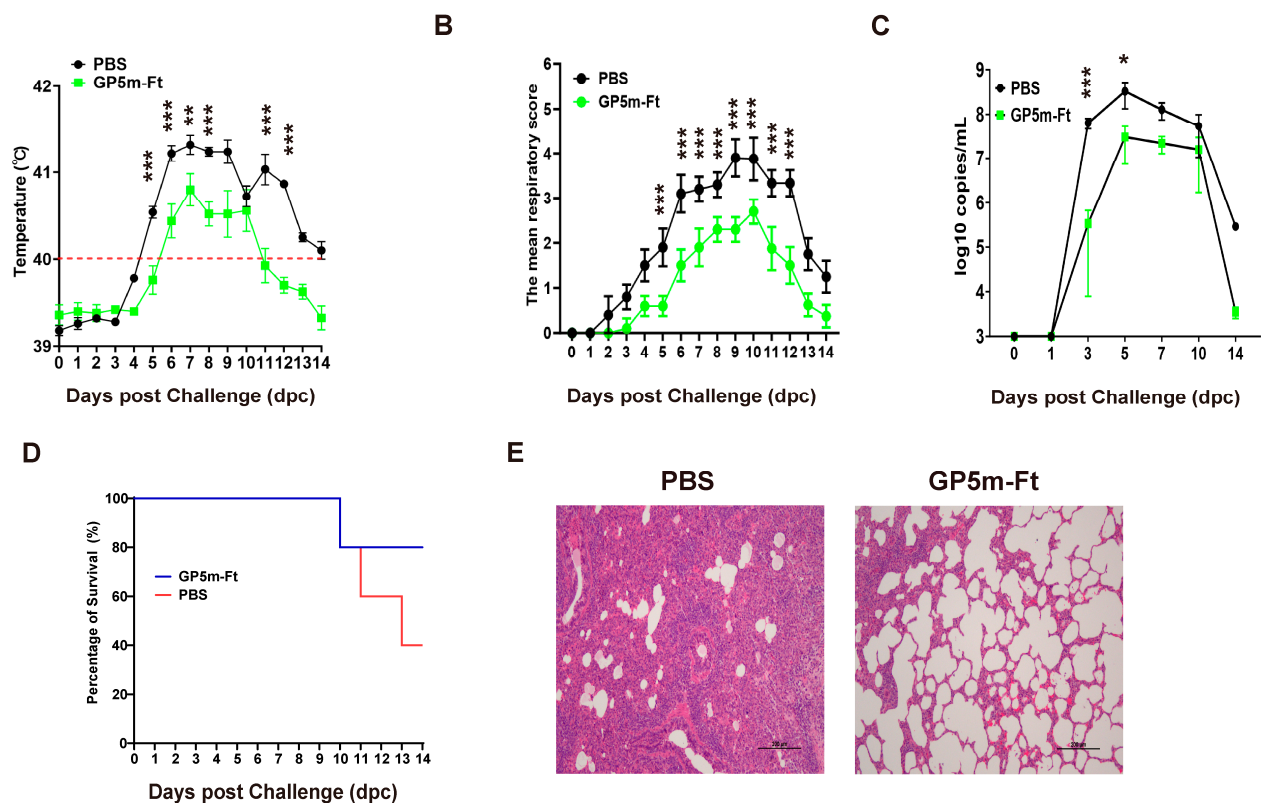 B
C
PBS
GP5m-Ft
42
41
40
39
Temperature (°C)
***
***
**
***
***
***
0 1 2 3 4 5 6 7 8 9 10 11 12 13 14
Days post Challenge (dpc)
PBS
GP5m-Ft
6
5
4
3
2
1
0
The mean respiratory score
***
***
***
***
***
***
***
***
0 1 2 3 4 5 6 7 8 9 10 11 12 13 14
Days post Challenge (dpc)
PBS
GP5m-Ft
9
8
7
6
5
4
3
log10 copies/mL
***
*
0 1 3 5 7 10 14
Days post Challenge (dpc)
D
100
80
60
40
20
0
Percentage of Survival (%)
GP5m-Ft
PBS
0 1 2 3 4 5 6 7 8 9 10 11 12 13 14
Days post Challenge (dpc)
E
PBS
GP5m-Ft
200 μm
200 μm